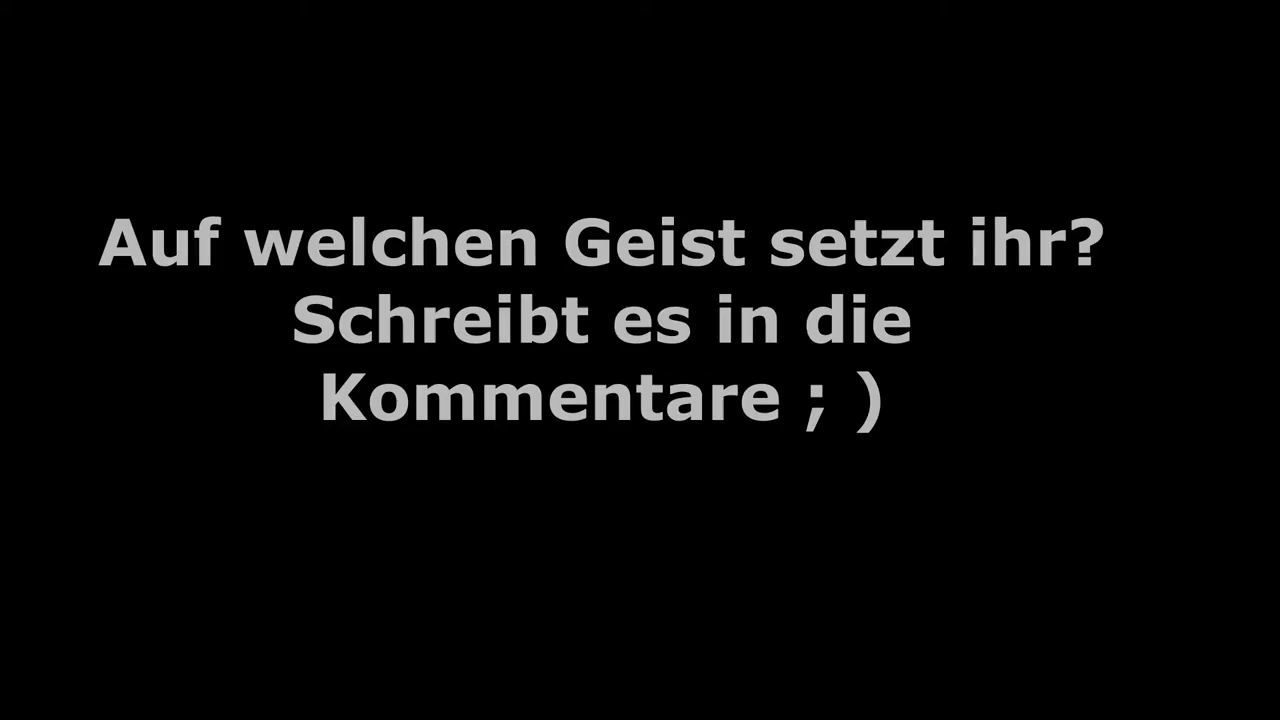 Auf welchen Geist setzt ihr?
Schreibt es in die
Kommentare ; )